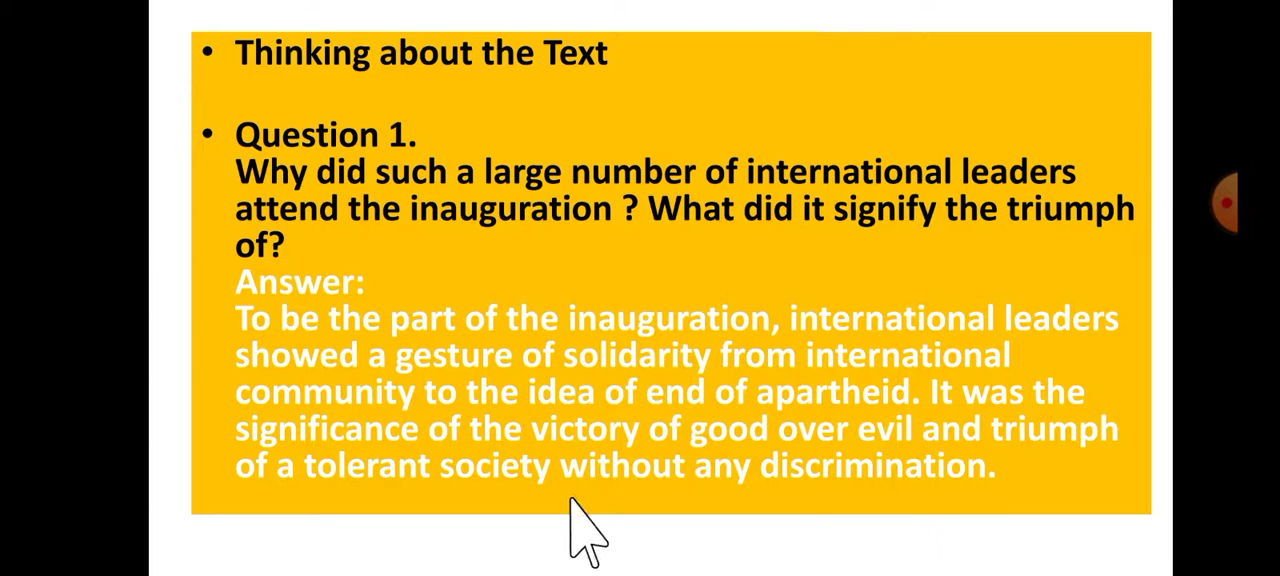 • Thinking about the Text
• Question 1.
Why did such a large number of international leaders
attend the inauguration ? What did it signify the triumph
of?
Answer:
To be the part of the inauguration, international leaders
showed a gesture of solidarity from international
community to the idea of end of apartheid. It was the
significance of the victory of good over evil and triumph
of a tolerant society without any discrimination.